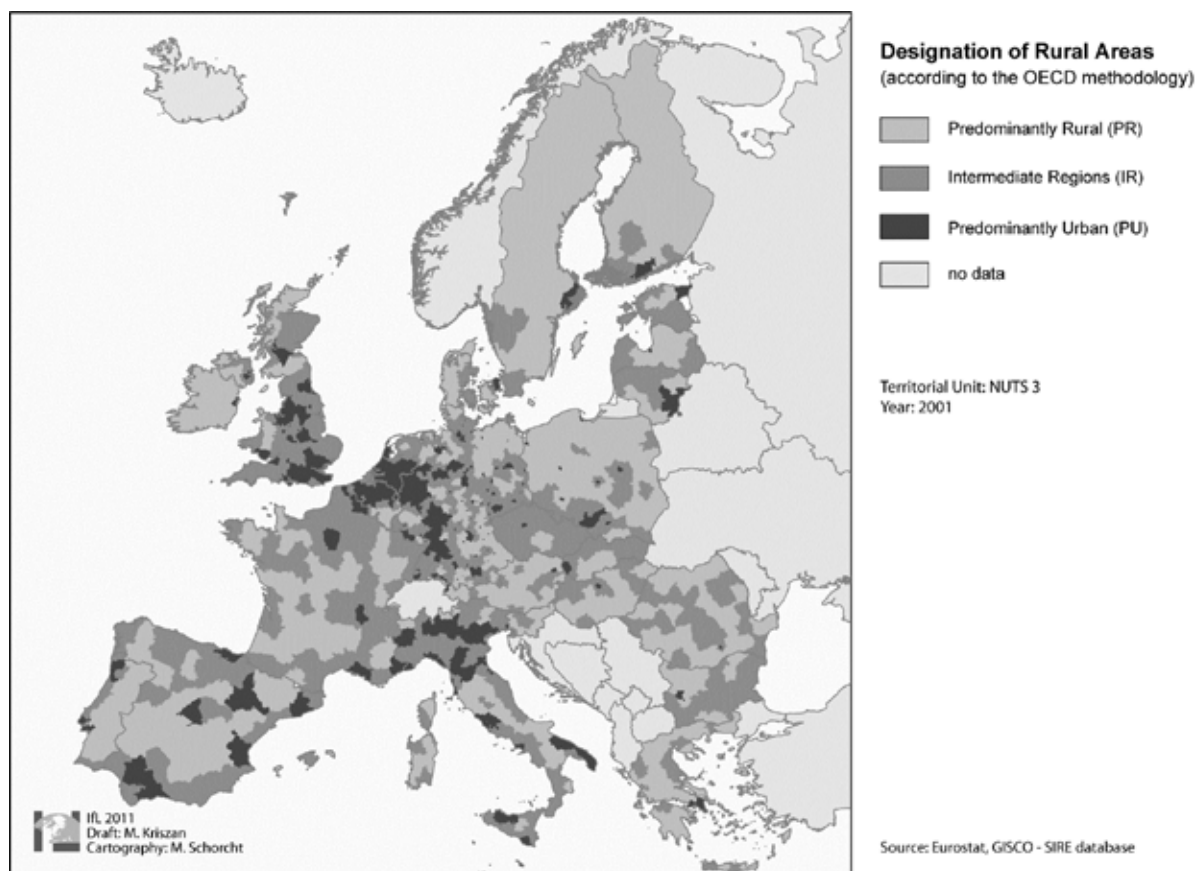 Designation of Rural Areas
(according to the OECD methodology)
Predominantly Rural (PR)
Intermediate Regions (IR)
Predominantly Urban (PU)
no data
Territorial Unit: NUTS 3
Year: 2001
IfL 2011
Draft: M. Kriszan
Cartography: M. Schorcht
Source: Eurostat, GISCO - SIRE database